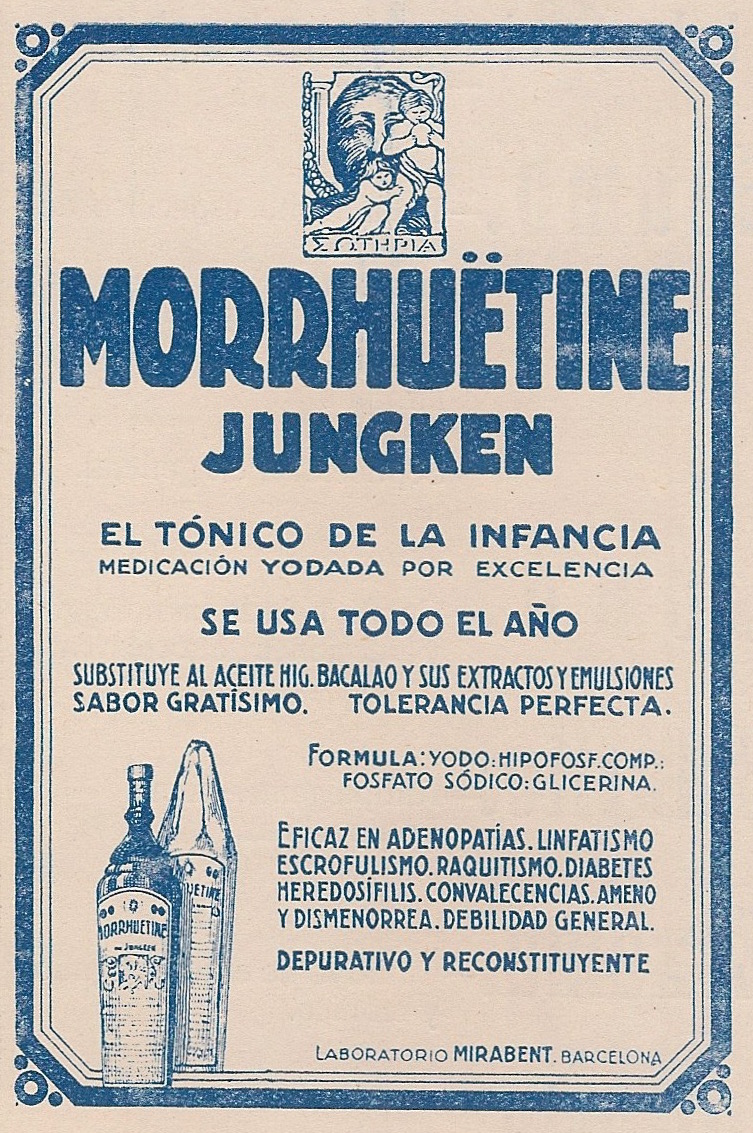 ΣΩΤΗΡΙΑ
MORRHUËTINE
JUNGKEN
EL TÓNICO DE LA INFANCIA
MEDICACIÓN YODADA POR EXCELENCIA
SE USA TODO EL AÑO
SUBSTITUYE AL ACEITE HIG. BACALAO Y SUS EXTRACTOS Y EMULSIONES
SABOR GRATÍSIMO. TOLERANCIA PERFECTA.
FORMULA: YODO: HIPOFOSF. COMP.:
FOSFATO SÓDICO: GLICERINA.
EFICAZ EN ADENOPATÍAS. LINFATISMO
ESCROFULISMO. RAQUITISMO. DIABETES
HEREDOSÍFILIS. CONVALECENCIAS. AMENO
Y DISMENORREA. DEBILIDAD GENERAL.
DEPURATIVO Y RECONSTITUYENTE
MORRHUETINE
JUNGKEN
LABORATORIO MIRABENT. BARCELONA